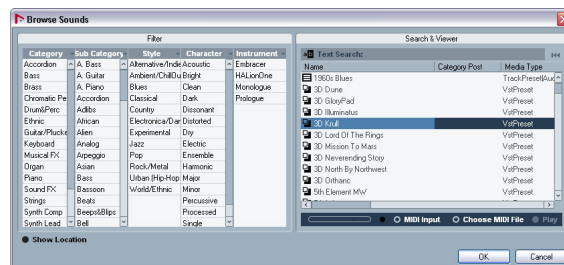 Browse Sounds
Filter
Search & Viewer
Category Sub Category Style Character Instrument
Accordion A. Bass Alternative/Indie Acoustic Embracer
Bass A. Guitar Ambient/ChillOu Bright HALionOne
Brass A. Piano Blues Clean Monologue
Chromatic Pe Accordion Classical Dark Prologue
Drum&Perc Adlibs Country Dissonant
Ethnic African Electronica/Dan Distorted
Guitar/Plucke Alien Experimental Dry
Keyboard Analog Jazz Electric
Musical FX Arpeggio Pop Ensemble
Organ Asian Rock/Metal Harmonic
Piano Bass Urban (Hip-Hop Major
Sound FX Bassoon World/Ethnic Minor
Strings Beats Percussive
Synth Comp Beeps&Blips Processed
Synth Lead Bell Single
Text Search:
Name Category Post Media Type
1960s Blues TrackPreset|Aud
3D Dune VstPreset
3D GloryPad VstPreset
3D Illuminatus VstPreset
3D Krull VstPreset
3D Lord Of The Rings VstPreset
3D Mission To Mars VstPreset
3D Neverending Story VstPreset
3D North By Northwest VstPreset
3D Orthanc VstPreset
5th Element MW VstPreset
MIDI Input Choose MIDI File Play
Show Location
OK Cancel